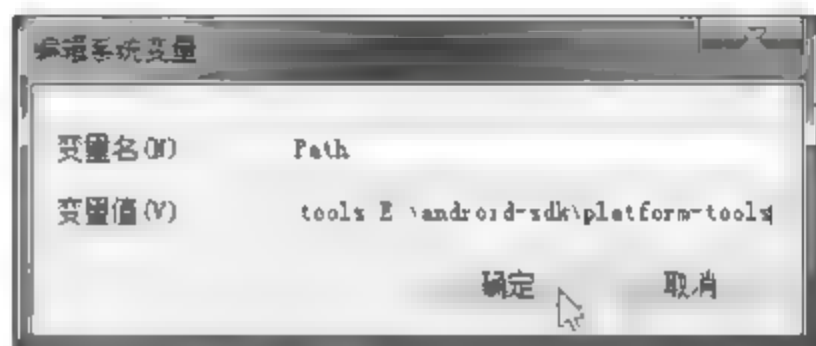 编辑系统变量
变量名(N) Path
变量值(V) tools E \android-sdk\platform-tools
确定 取消